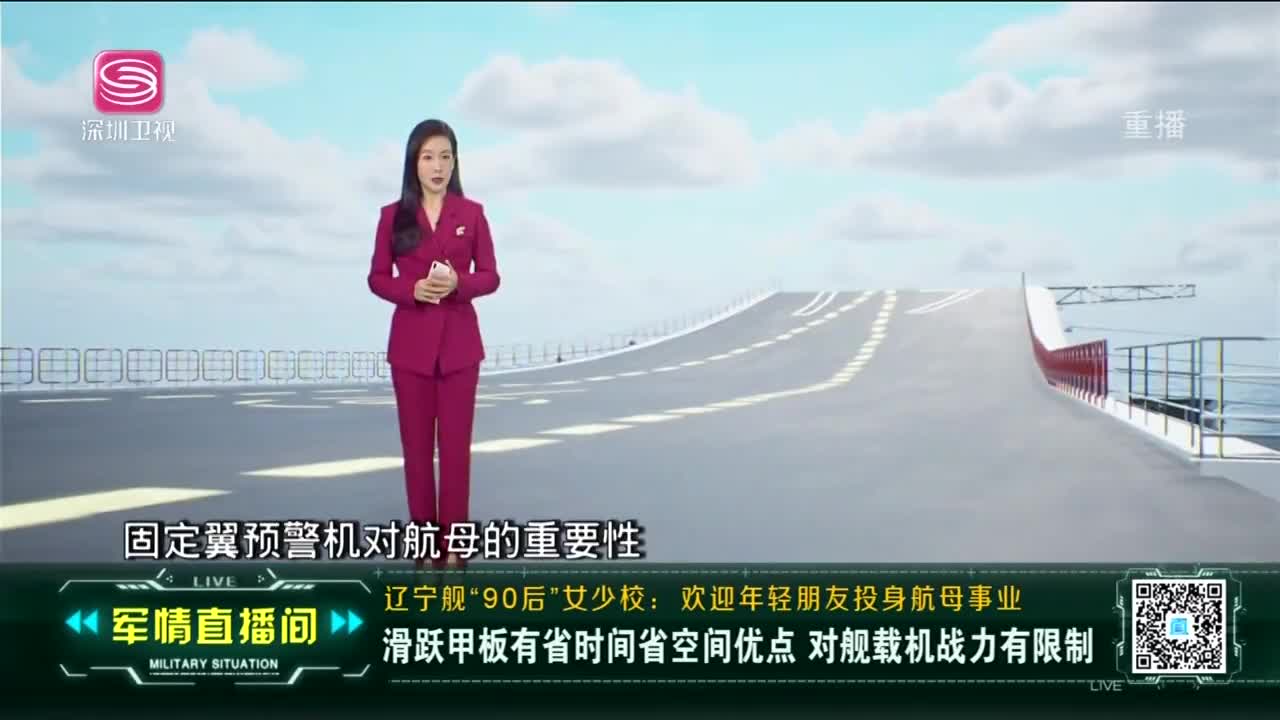 深圳卫视
重播
固定翼预警机对航母的重要性
LIVE
军情直播间
MILITARY SITUATION
辽宁舰“90后”女少校：欢迎年轻朋友投身航母事业
滑跃甲板有省时间省空间优点 对舰载机战力有限制
直
LIVE